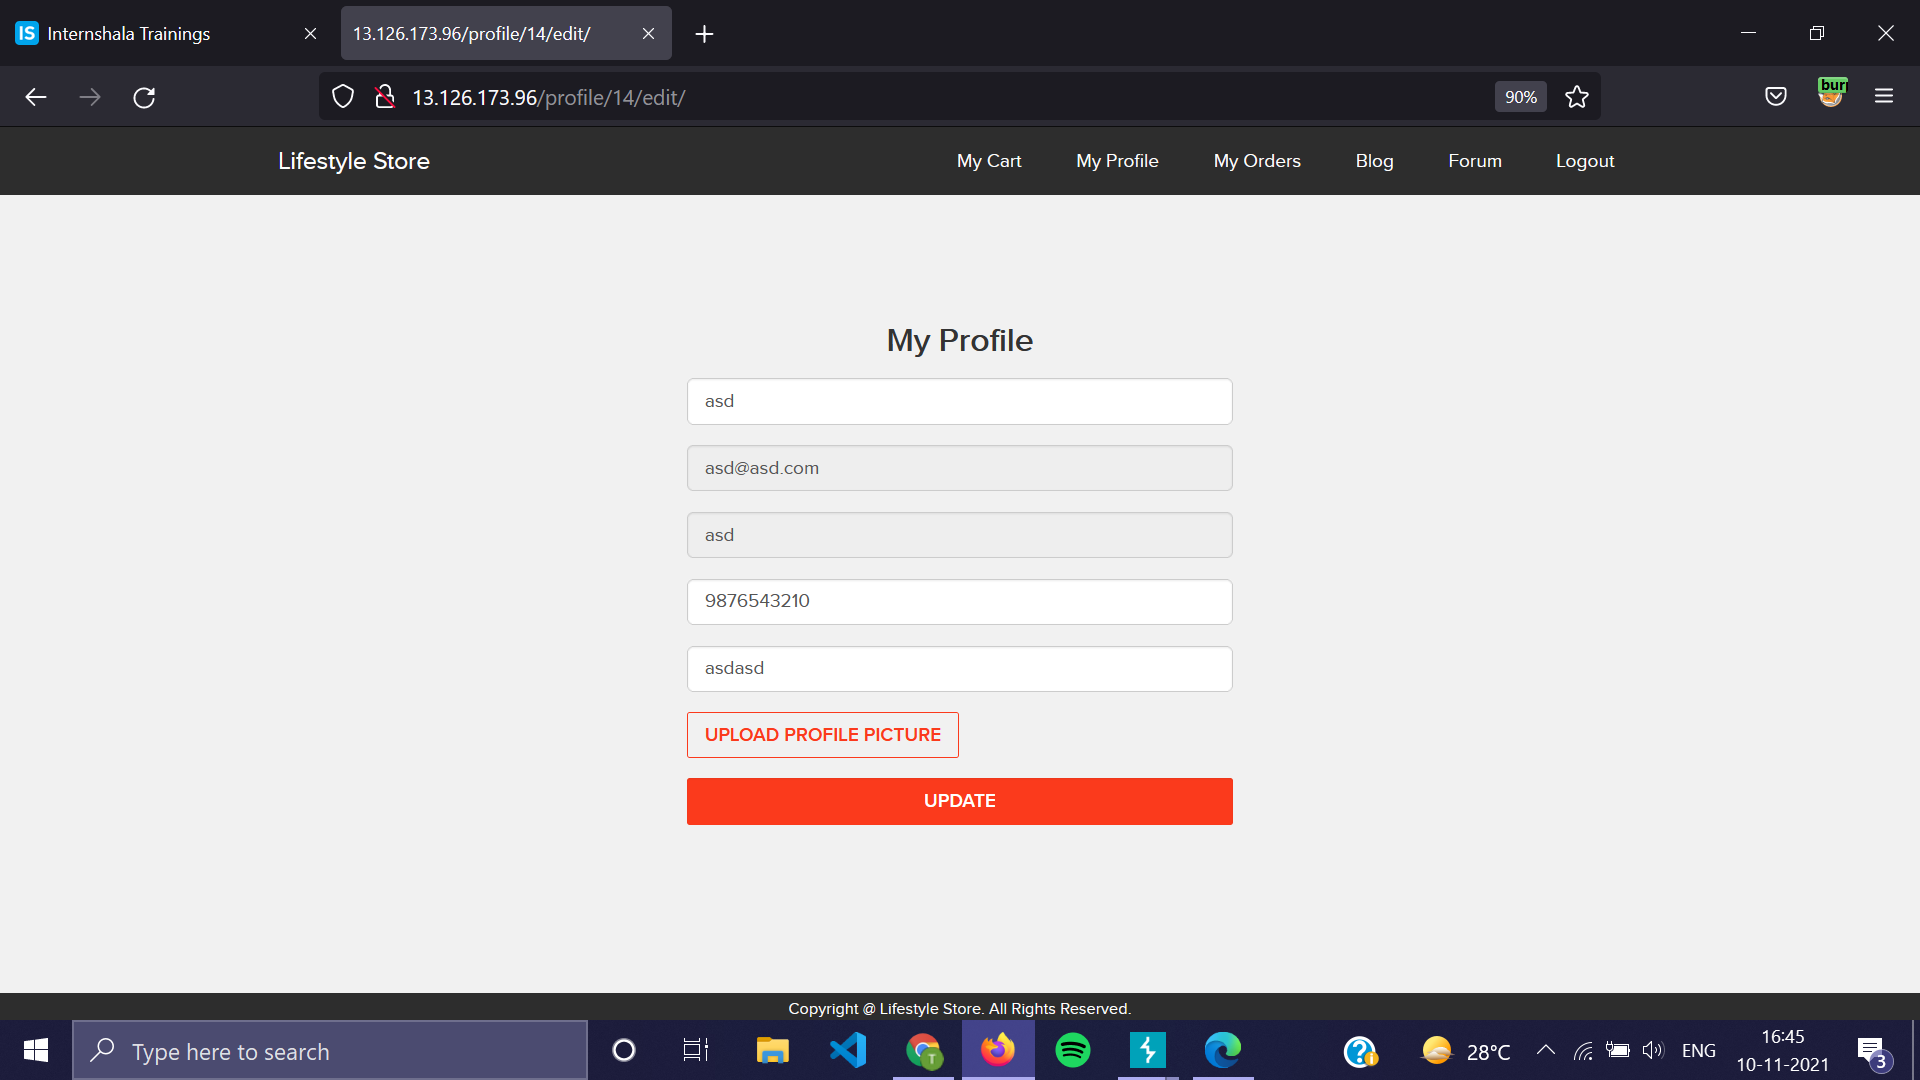 IS Internshala Trainings
13.126.173.96/profile/14/edit/
13.126.173.96/profile/14/edit/
90%
bur
Lifestyle Store
My Cart
My Profile
My Orders
Blog
Forum
Logout
My Profile
asd
asd@asd.com
asd
9876543210
asdasd
UPLOAD PROFILE PICTURE
UPDATE
Copyright @ Lifestyle Store. All Rights Reserved.
Type here to search
T
28°C
ENG
16:45
10-11-2021
3